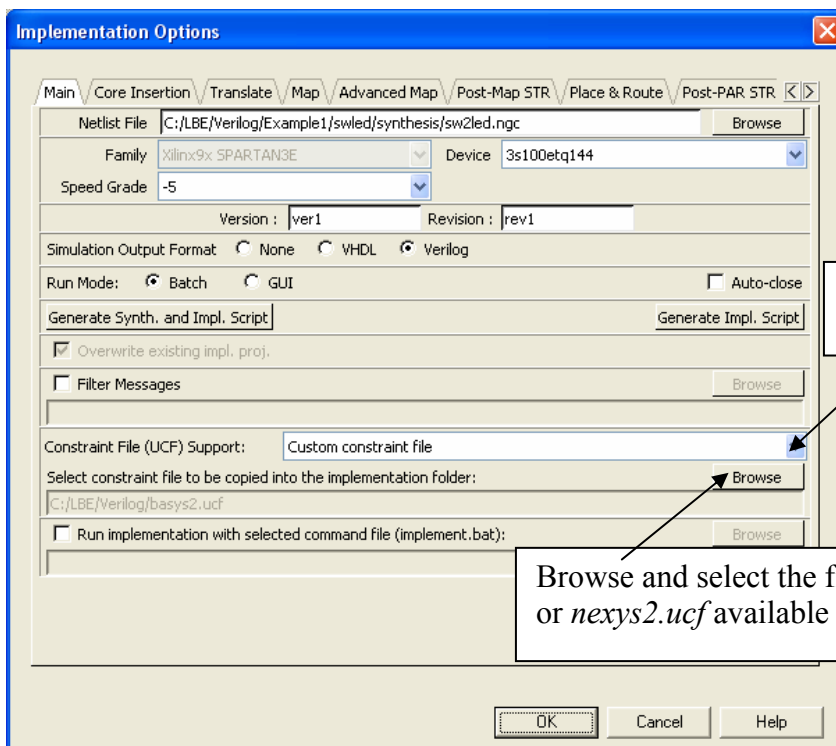 Implementation Options
Main Core Insertion Translate Map Advanced Map Post-Map STR Place & Route Post-PAR STR
Netlist File C:/LBE/Verilog/Example1/swled/synthesis/sw2led.ngc Browse
Family Xilinx9x SPARTAN3E Device 3s100etq144
Speed Grade -5
Version : ver1 Revision : rev1
Simulation Output Format None VHDL Verilog
Run Mode: Batch GUI Auto-close
Generate Synth. and Impl. Script Generate Impl. Script
Overwrite existing impl. proj.
Filter Messages Browse
Constraint File (UCF) Support: Custom constraint file
Select constraint file to be copied into the implementation folder: Browse
C:/LBE/Verilog/basys2.ucf
Run implementation with selected command file (implement.bat): Browse
Browse and select the f
or nexys2.ucf available
OK Cancel Help